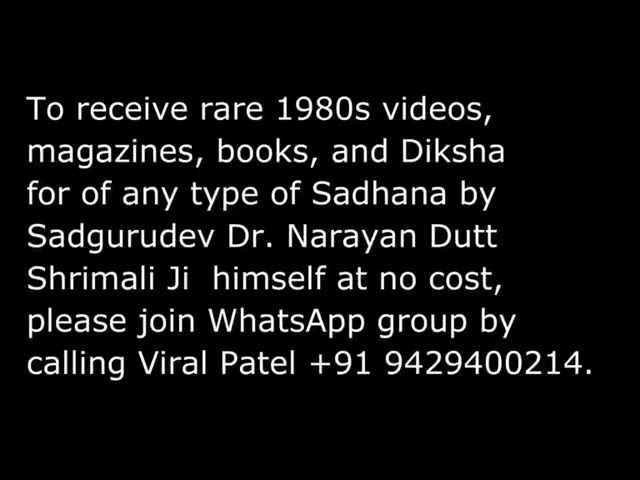 To receive rare 1980s videos,
magazines, books, and Diksha
for of any type of Sadhana by
Sadgurudev Dr. Narayan Dutt
Shrimali Ji  himself at no cost,
please join WhatsApp group by
calling Viral Patel +91 9429400214.